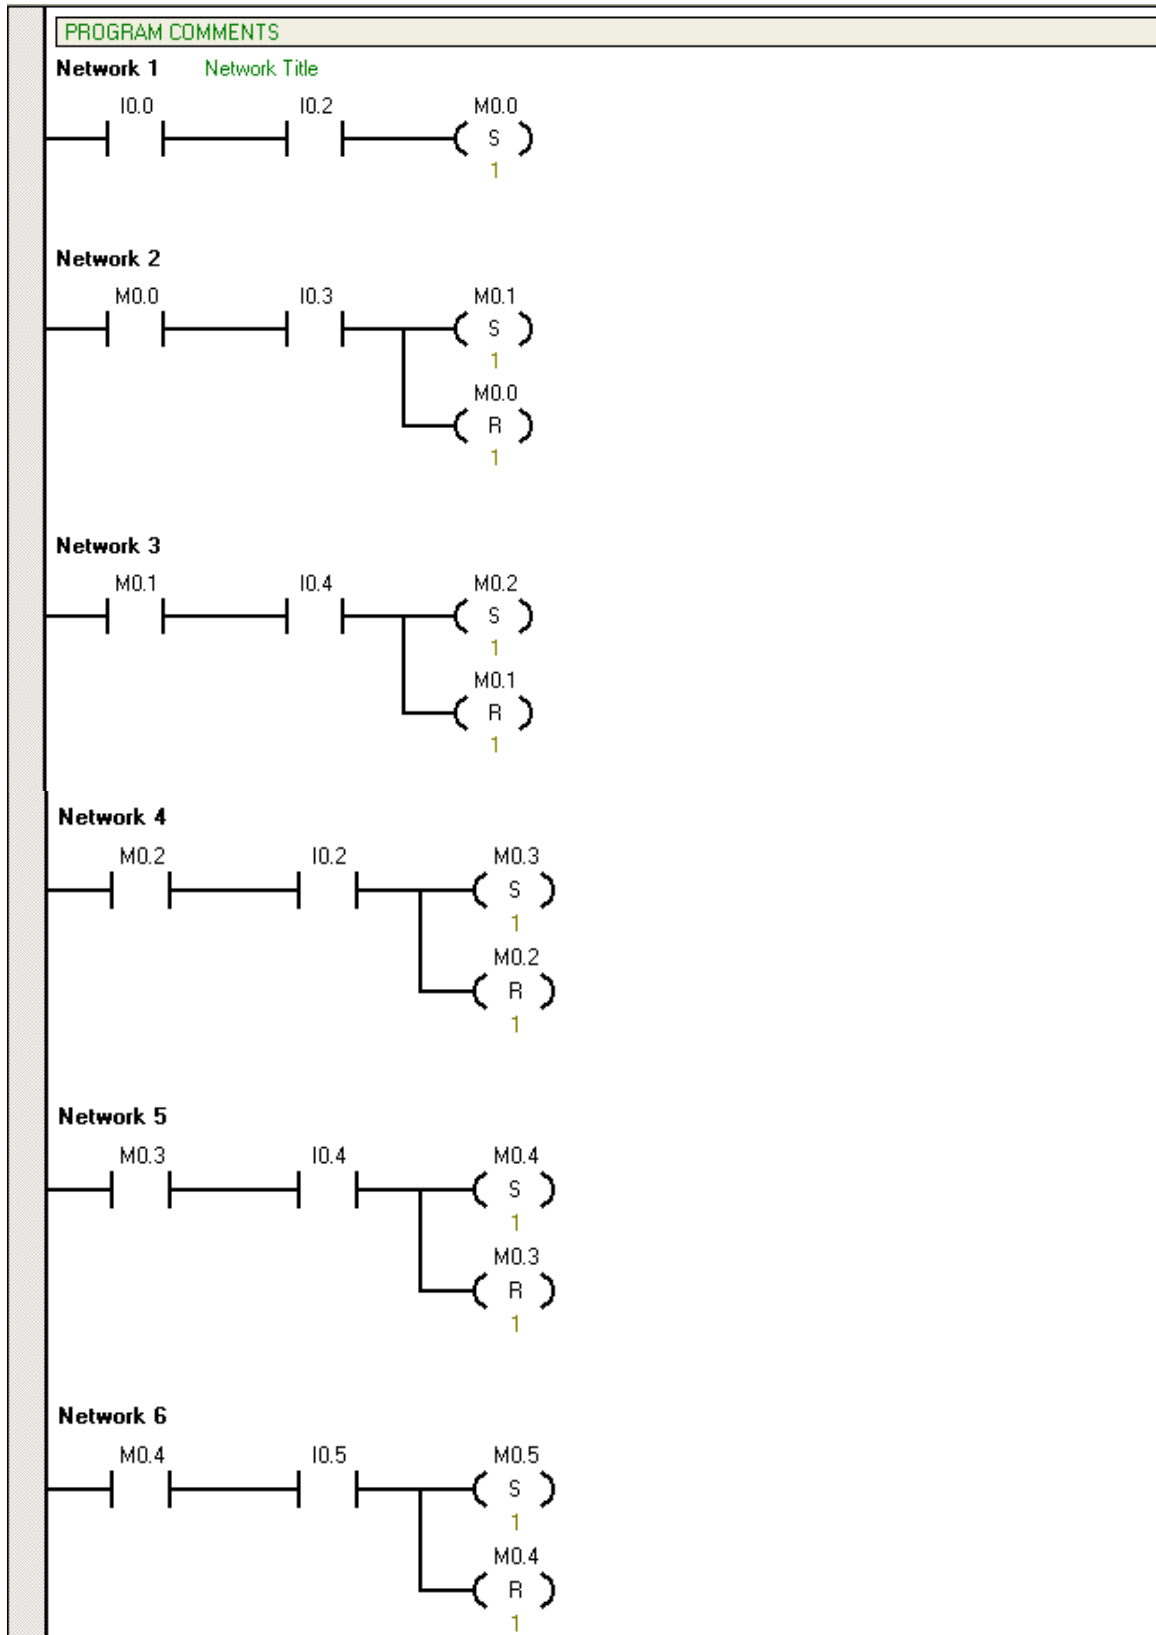 PROGRAM COMMENTS
Network 1 Network Title
I0.0 I0.2 M0.0
S
1
Network 2
M0.0 I0.3 M0.1
S
1
M0.0
R
1
Network 3
M0.1 I0.4 M0.2
S
1
M0.1
R
1
Network 4
M0.2 I0.2 M0.3
S
1
M0.2
R
1
Network 5
M0.3 I0.4 M0.4
S
1
M0.3
R
1
Network 6
M0.4 I0.5 M0.5
S
1
M0.4
R
1